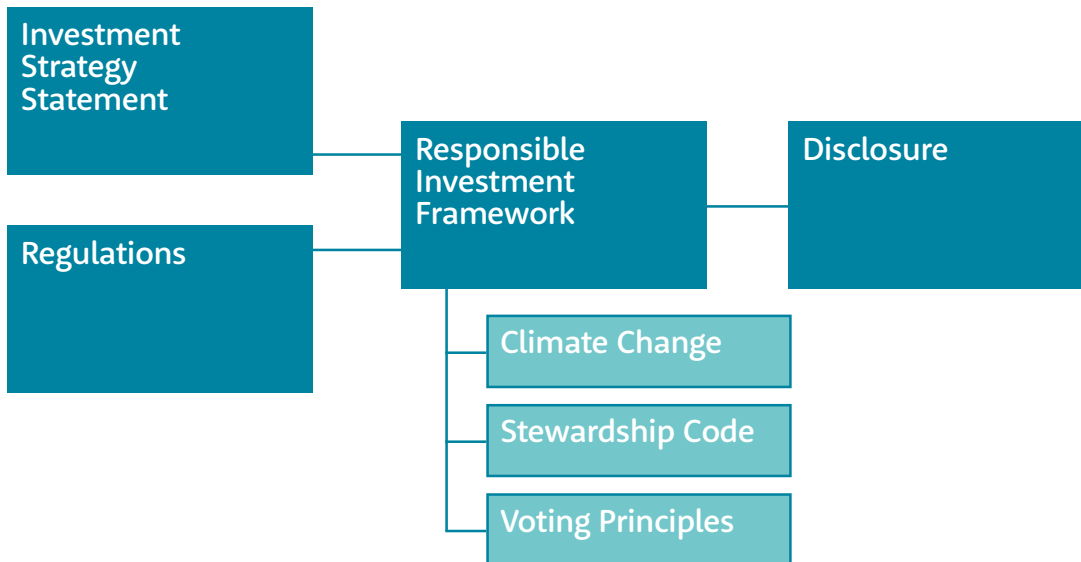 Investment
Strategy
Statement
Regulations
Responsible
Investment
Framework
Disclosure
Climate Change
Stewardship Code
Voting Principles